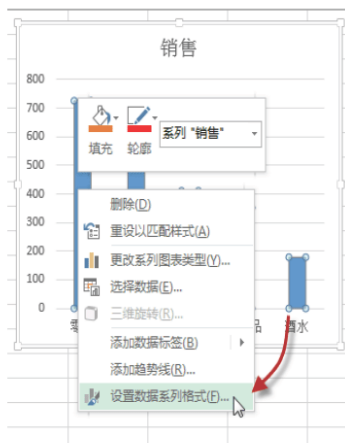 销售
800
700
600
500
400
300
200
100
0
填充 轮廓 系列 "销售"
删除(D)
重设以匹配样式(A)
更改系列图表类型(Y)...
选择数据(E)...
三维旋转(R)...
添加数据标签(B)
添加趋势线(R)...
设置数据系列格式(F)...
零 品 酒水